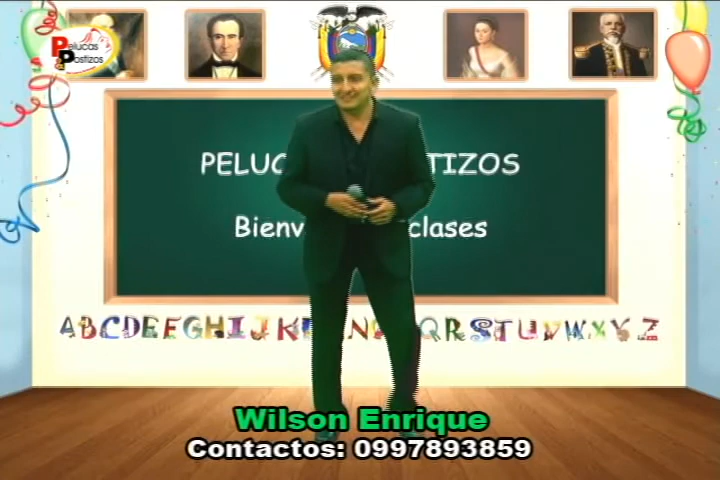 Pelucas
Postizos
PELUC TIZOS
Bienv clases
ABCDEFGHIJK N QRSTUVWXYZ
Wilson Enrique
Contactos: 0997893859